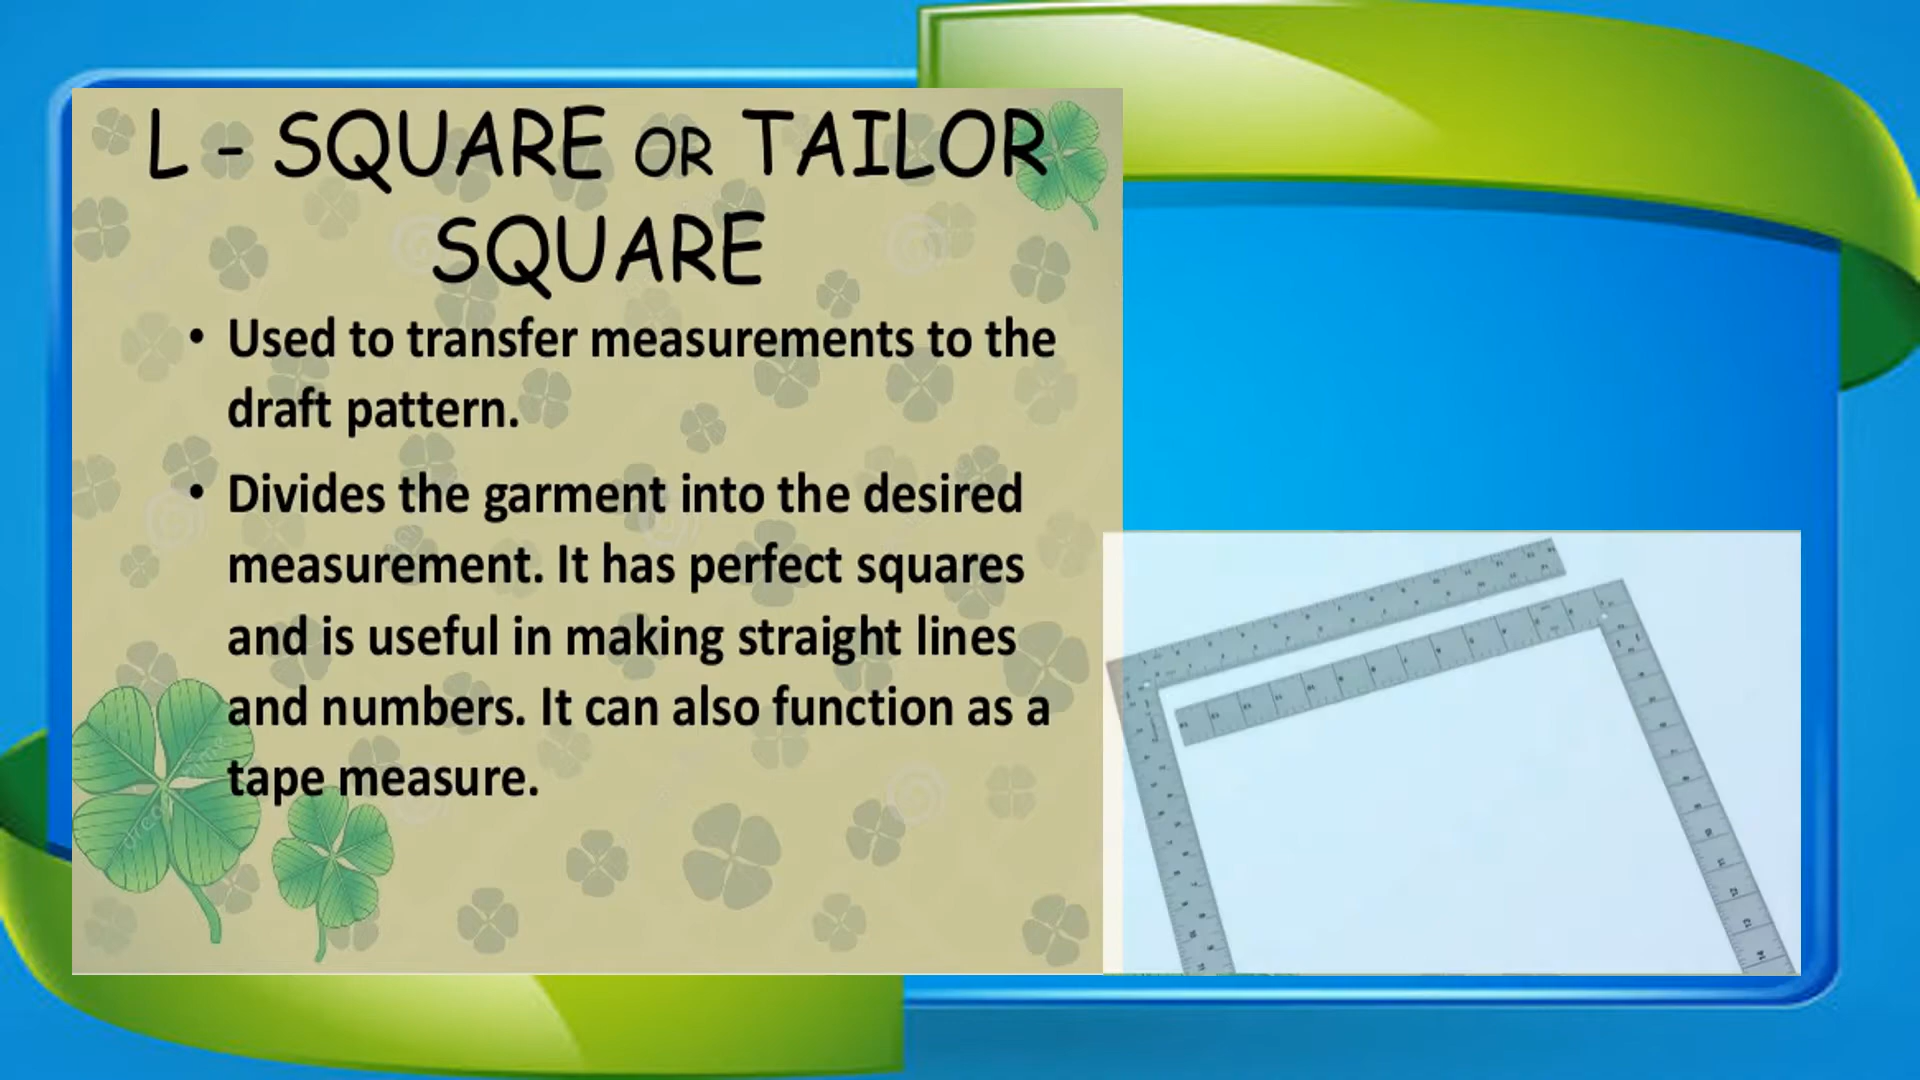 L - SQUARE OR TAILOR
SQUARE
• Used to transfer measurements to the
draft pattern.
• Divides the garment into the desired
measurement. It has perfect squares
and is useful in making straight lines
and numbers. It can also function as a
tape measure.